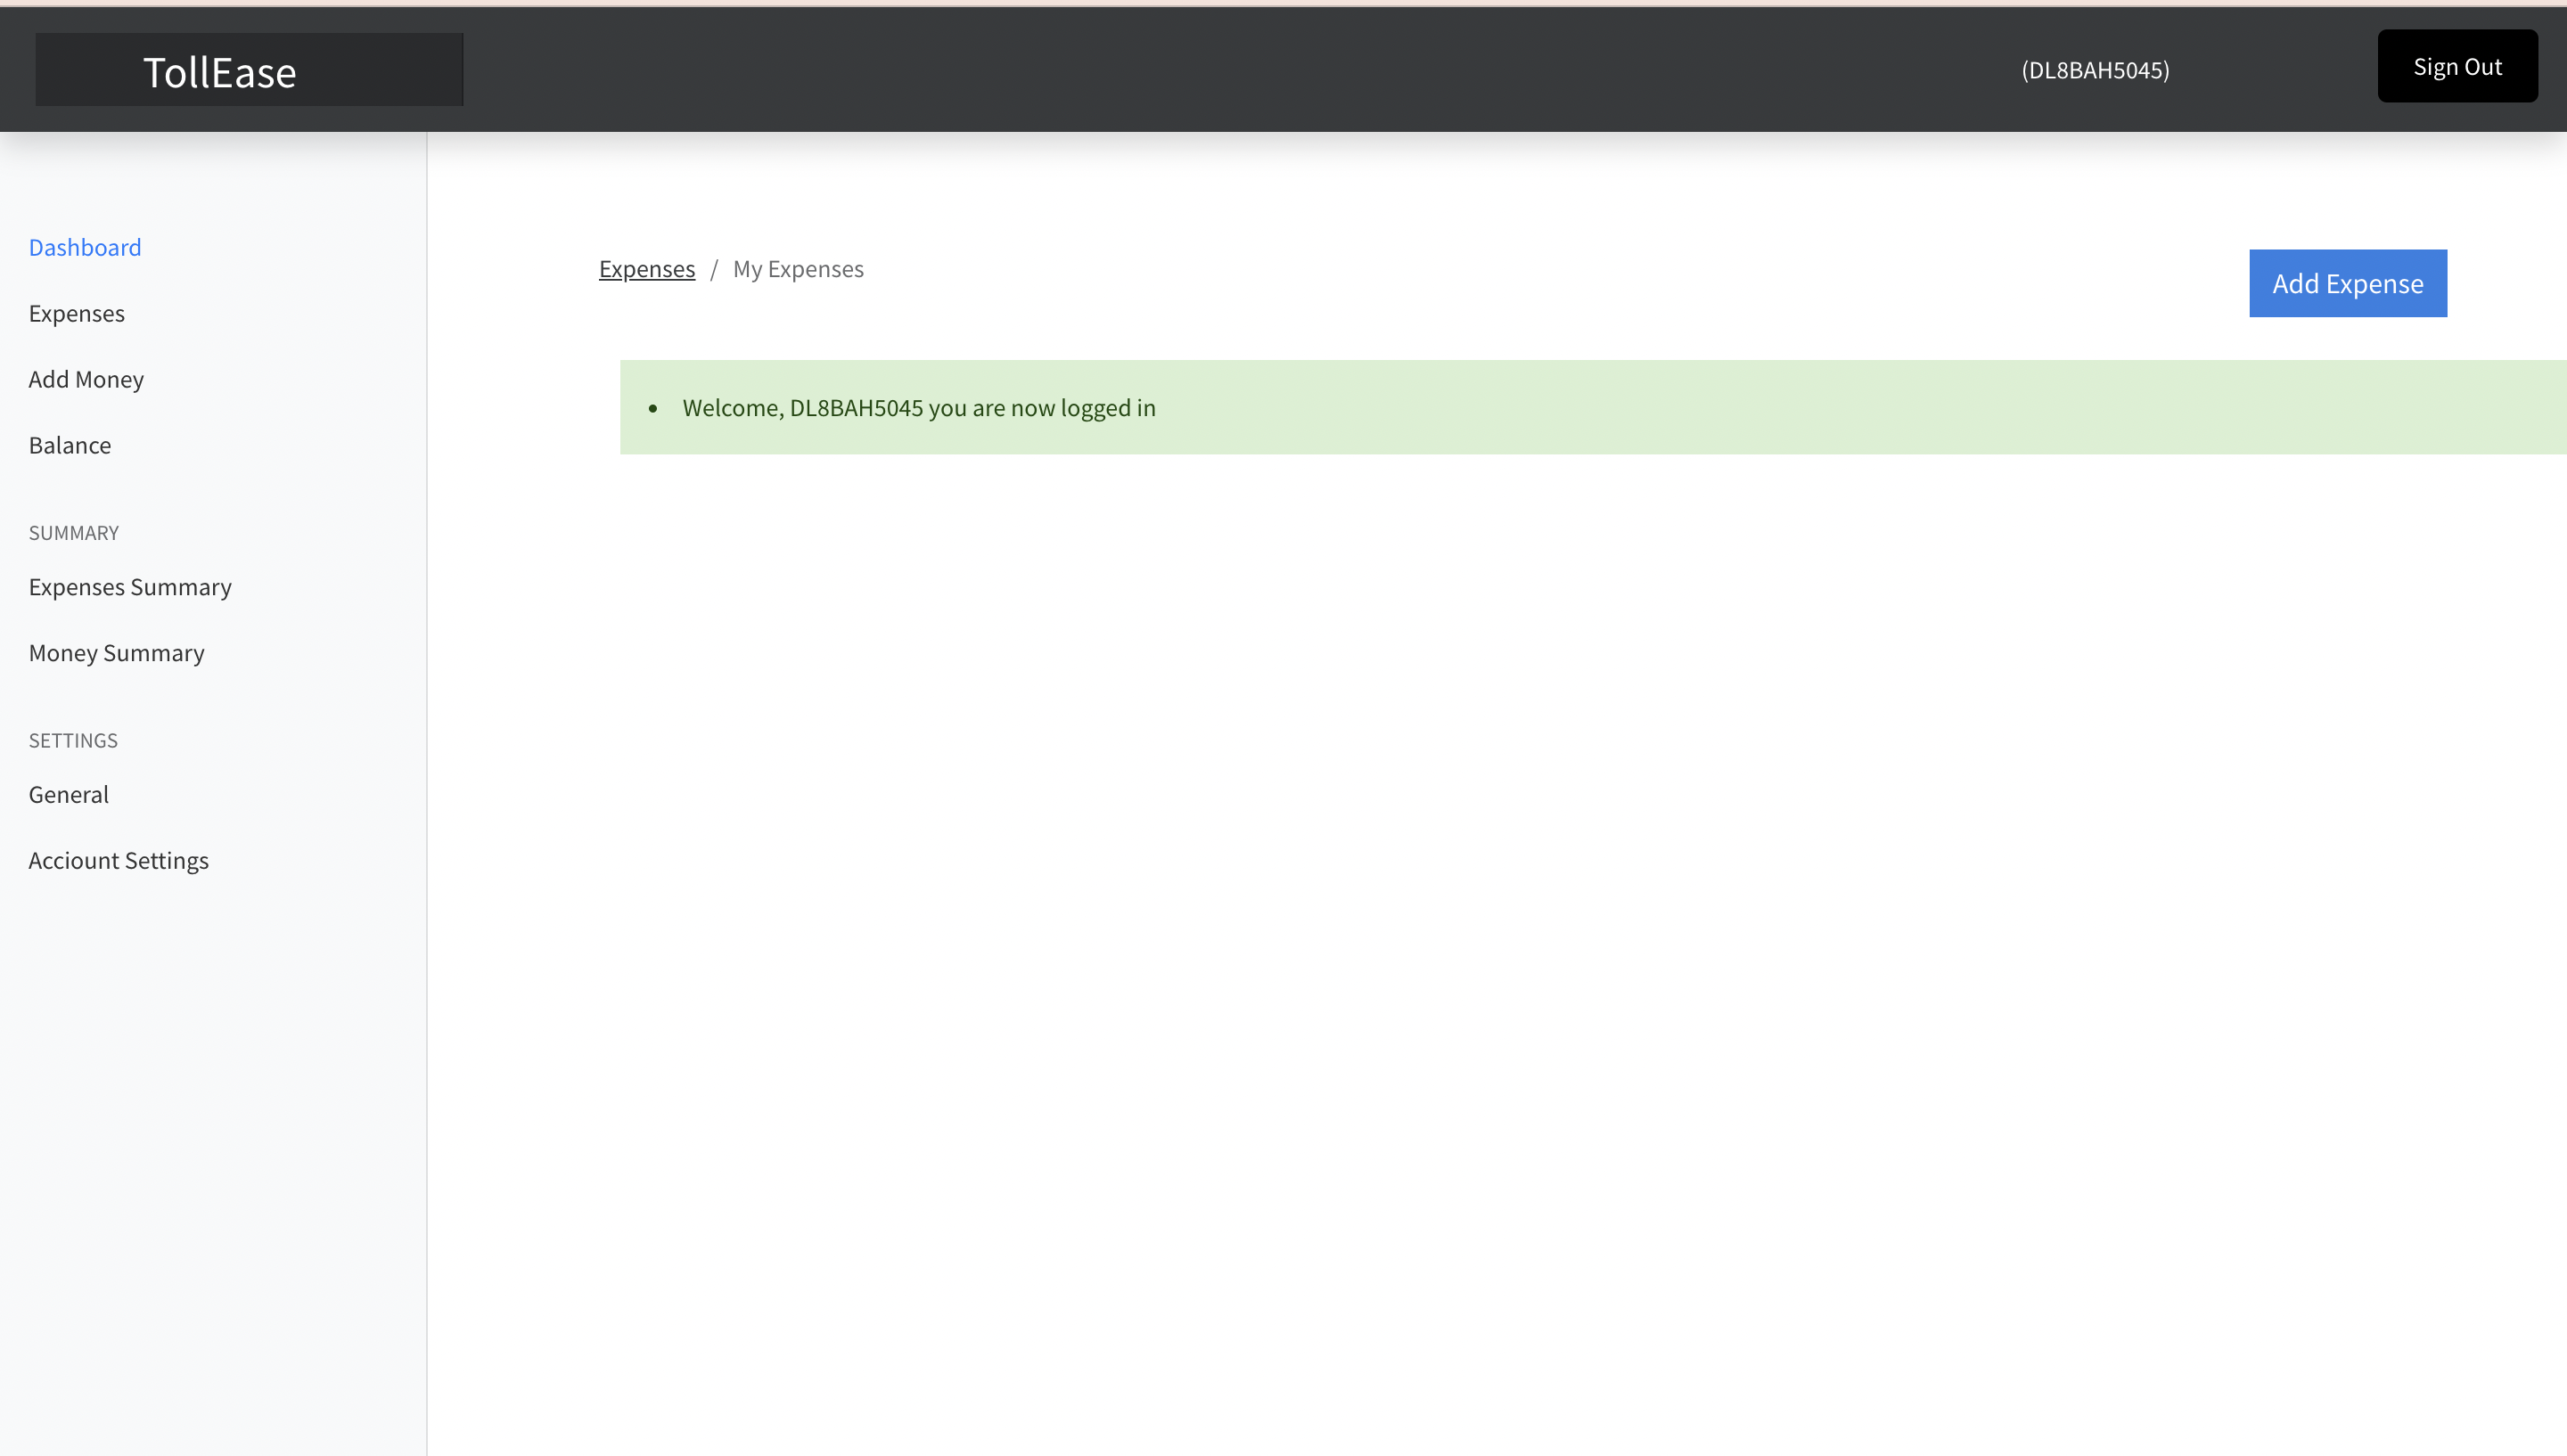 TollEase
(DL8BAH5045)
Sign Out
Dashboard
Expenses
Add Money
Balance
SUMMARY
Expenses Summary
Money Summary
SETTINGS
General
Acciount Settings
Expenses / My Expenses
Add Expense
• Welcome, DL8BAH5045 you are now logged in